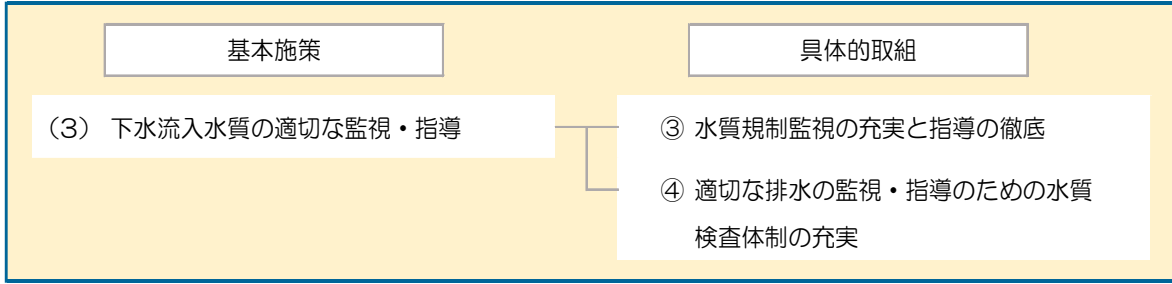 基本施策
具体的取組
（3） 下水流入水質の適切な監視・指導
③ 水質規制監視の充実と指導の徹底
④ 適切な排水の監視・指導のための水質
検査体制の充実